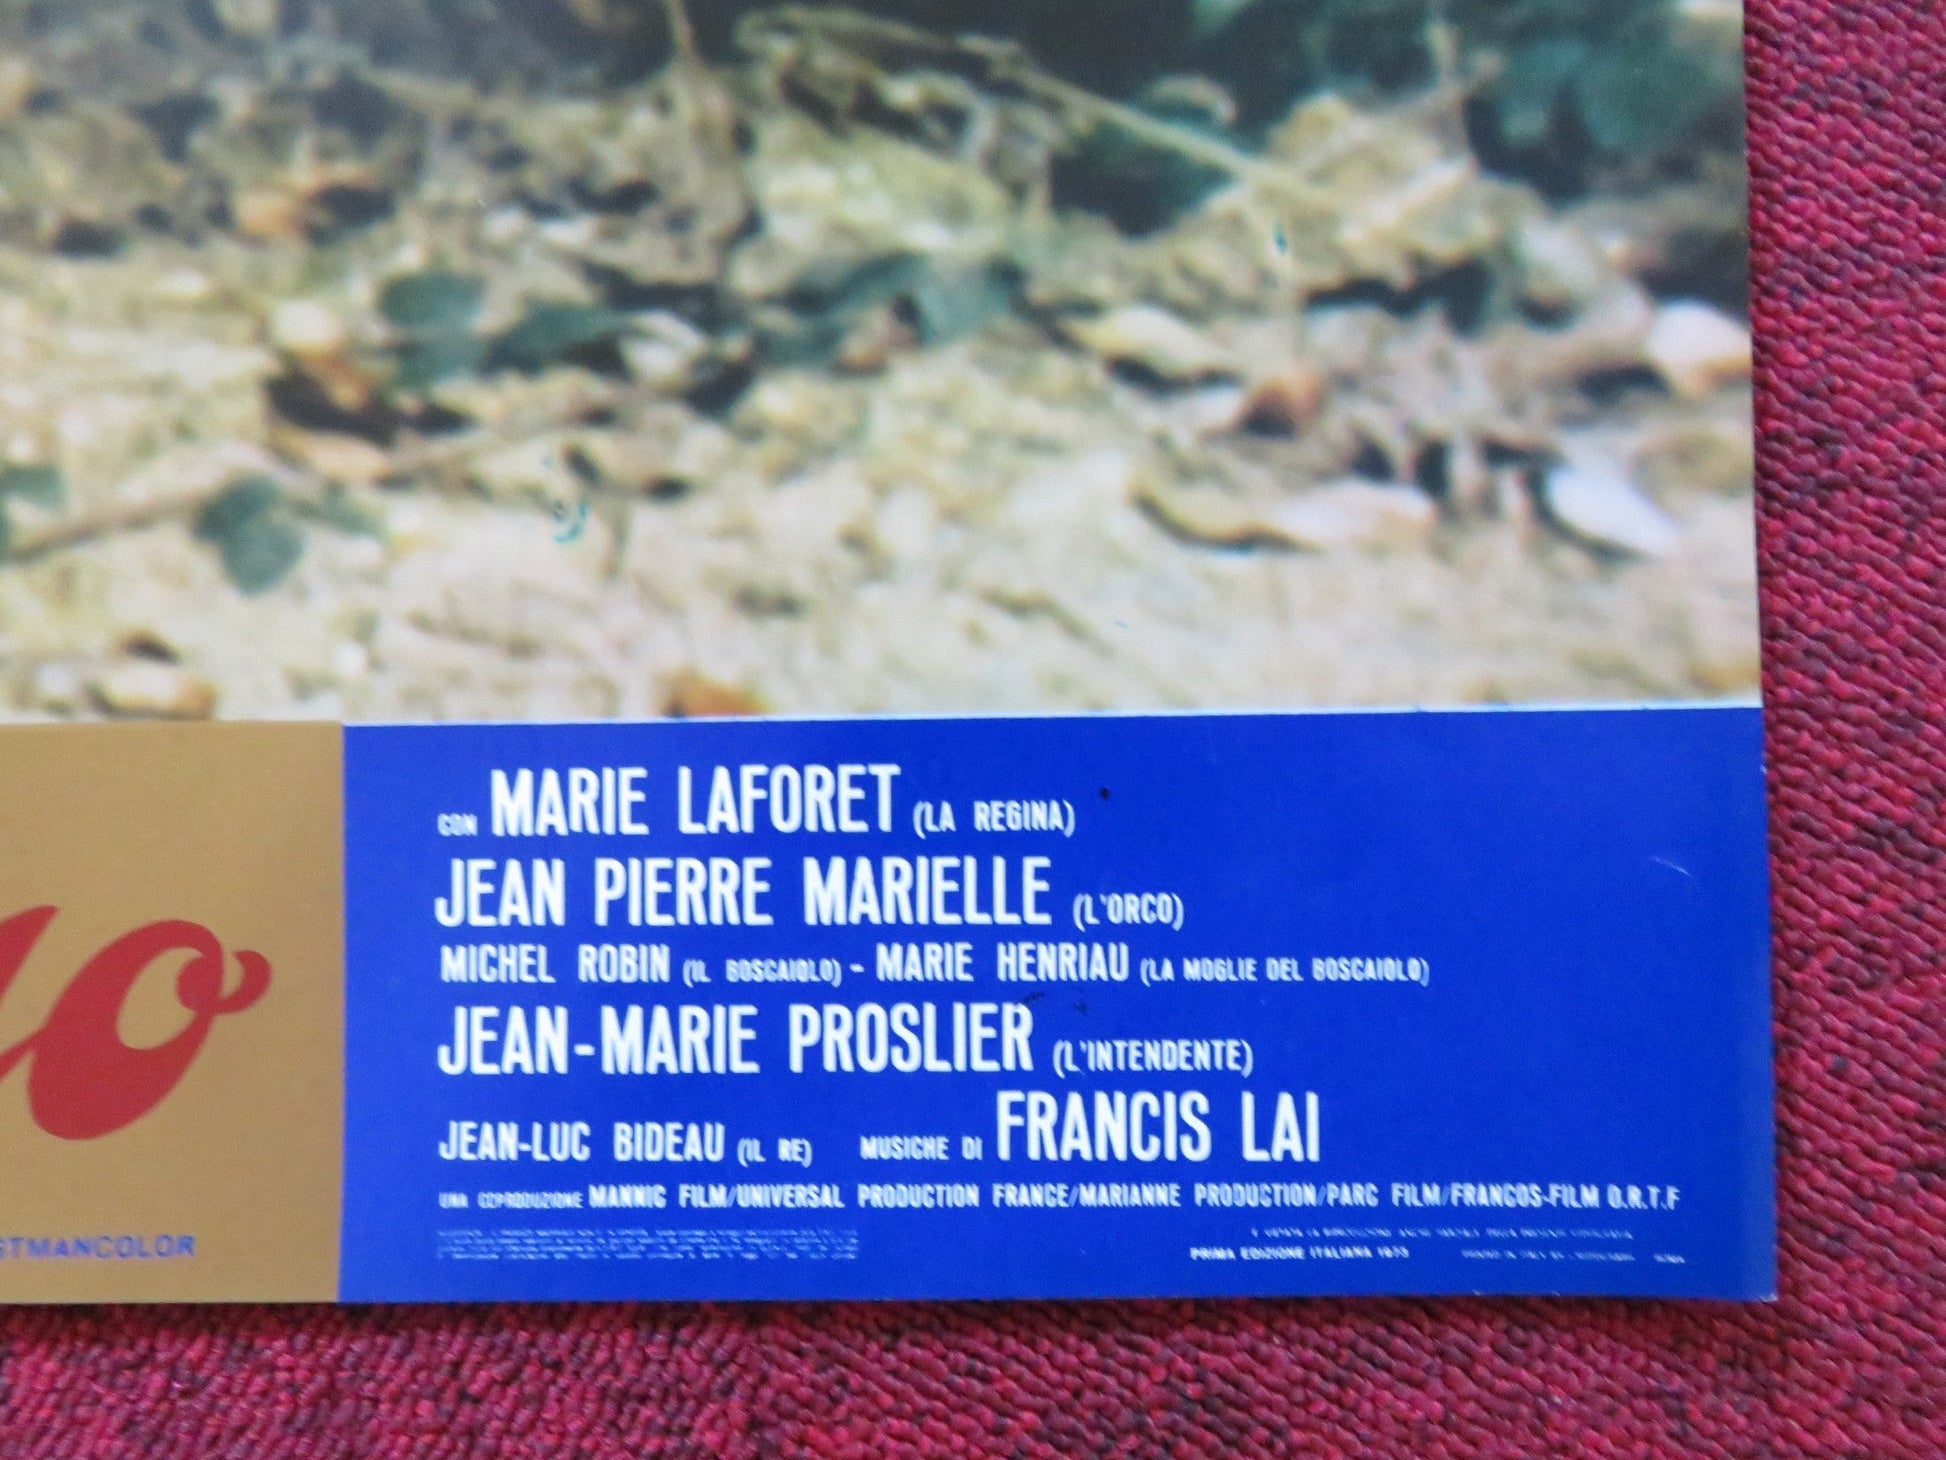 CON MARIE LAFORET (LA REGINA)
JEAN PIERRE MARIELLE (L'ORCO)
MICHEL ROBIN (IL BOSCAIOLO) - MARIE HENRIAU (LA MOGLIE DEL BOSCAIOLO)
JEAN-MARIE PROSLIER (L'INTENDENTE)
JEAN-LUC BIDEAU (IL RE) MUSICHE DI FRANCIS LAI
UNA COPRODUZIONE MANNIC FILM/UNIVERSAL PRODUCTION FRANCE/MARIANNE PRODUCTION/PARC FILM/FRANCOS-FILM O.R.T.F
STMANCOLOR
PRIMA EDIZIONE ITALIANA 1975